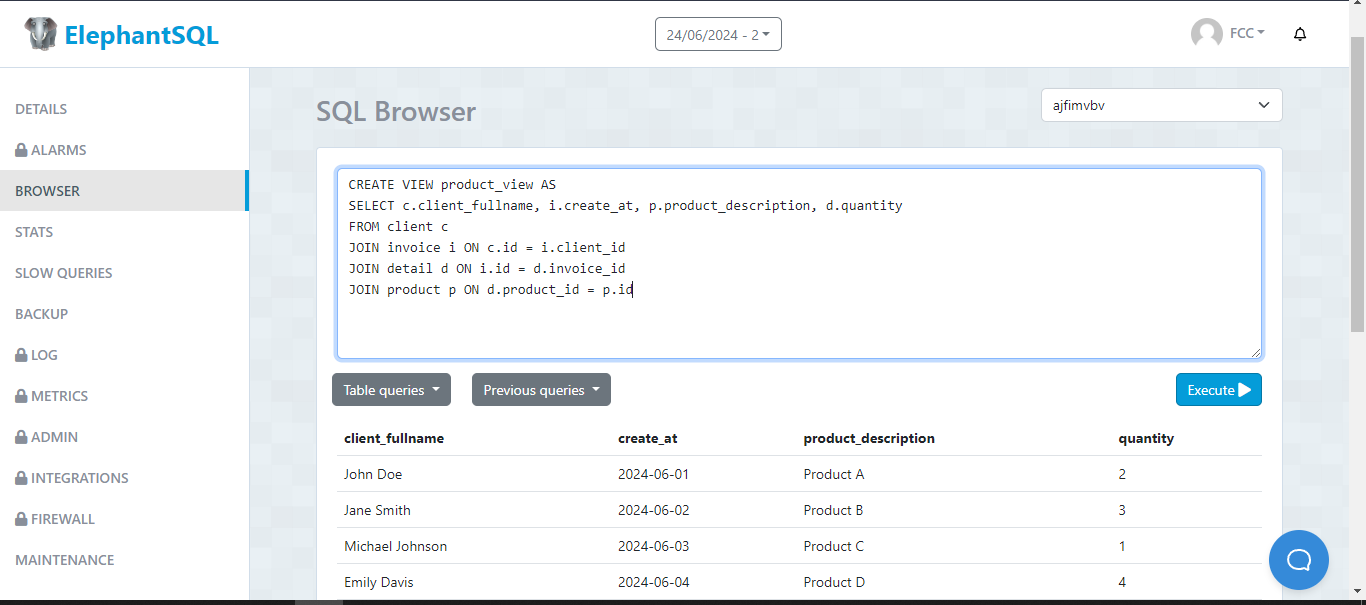 ElephantSQL
24/06/2024 - 2
FCC
DETAILS
ALARMS
BROWSER
STATS
SLOW QUERIES
BACKUP
LOG
METRICS
ADMIN
INTEGRATIONS
FIREWALL
MAINTENANCE
SQL Browser
ajfimvbv
CREATE VIEW product_view AS
SELECT c.client_fullname, i.create_at, p.product_description, d.quantity
FROM client c
JOIN invoice i ON c.id = i.client_id
JOIN detail d ON i.id = d.invoice_id
JOIN product p ON d.product_id = p.id
Table queries
Previous queries
Execute
client_fullname create_at product_description quantity
John Doe 2024-06-01 Product A 2
Jane Smith 2024-06-02 Product B 3
Michael Johnson 2024-06-03 Product C 1
Emily Davis 2024-06-04 Product D 4